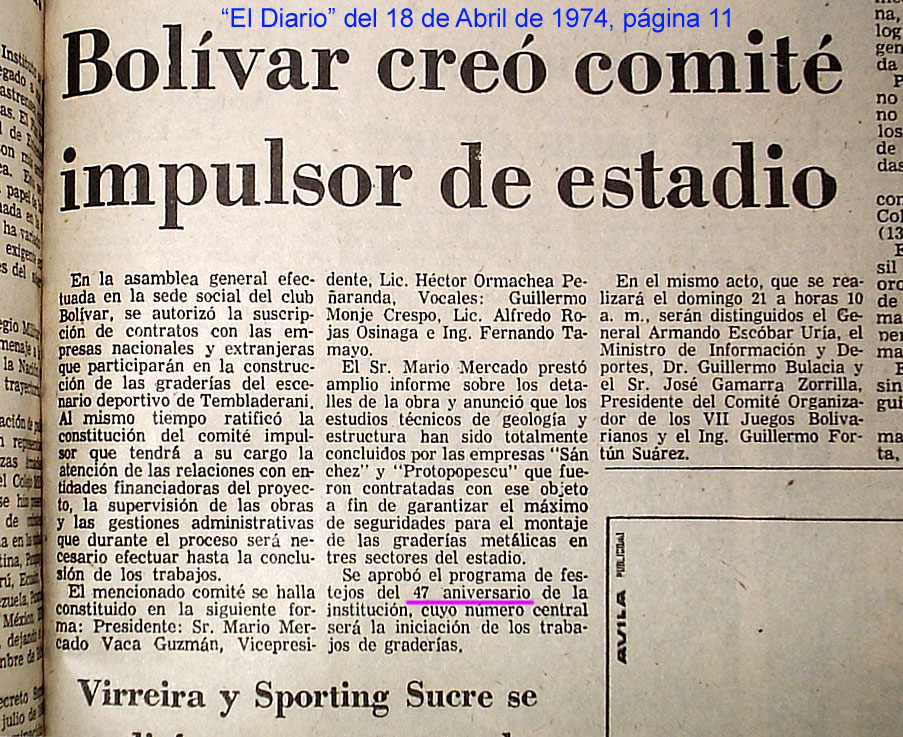 “El Diario” del 18 de Abril de 1974, página 11
Bolívar creó comité
impulsor de estadio
En la asamblea general efec-
tuada en la sede social del club
Bolívar, se autorizó la suscrip-
ción de contratos con las em-
presas nacionales y extranjeras
que participarán en la construc-
ción de las graderías del esce-
nario deportivo de Tembladerani.
Al mismo tiempo ratificó la
constitución del comité impul-
sor que tendrá a su cargo la
atención de las relaciones con en-
tidades financiadoras del proyec-
to, la supervisión de las obras
y las gestiones administrativas
que durante el proceso será ne-
cesario efectuar hasta la conclu-
sión de los trabajos.
El mencionado comité se halla
constituido en la siguiente for-
ma: Presidente: Sr. Mario Mer-
cado Vaca Guzmán, Vicepresi-
dente, Lic. Héctor Ormachea Pe-
ñaranda, Vocales: Guillermo
Monje Crespo, Lic. Alfredo Ro-
jas Osinaga e Ing. Fernando Ta-
mayo.
El Sr. Mario Mercado prestó
amplio informe sobre los deta-
lles de la obra y anunció que los
estudios técnicos de geología y
estructura han sido totalmente
concluidos por las empresas “Sán
chez” y “Protopopescu” que fue-
ron contratadas con ese objeto
a fin de garantizar el máximo
de seguridades para el montaje
de las graderías metálicas en
tres sectores del estadio.
Se aprobó el programa de fes-
tejos del 47 aniversario de la
institución, cuyo número central
será la iniciación de los traba-
jos de graderías.
En el mismo acto, que se rea-
lizará el domingo 21 a horas 10
a. m., serán distinguidos el Ge-
neral Armando Escóbar Uría, el
Ministro de Información y De-
portes, Dr. Guillermo Bulacia y
el Sr. José Gamarra Zorrilla,
Presidente del Comité Organiza-
dor de los VII Juegos Boliva-
rianos y el Ing. Guillermo For-
tún Suárez.
AVILA PUBLICIDAD
Virreira y Sporting Sucre se